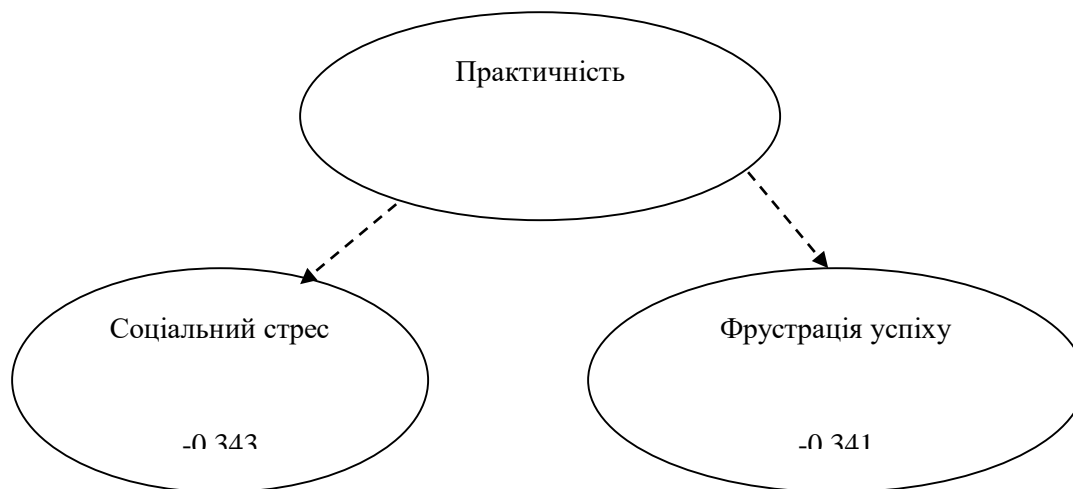 Практичність
Соціальний стрес
Фрустрація успіху
-0.343
-0.341